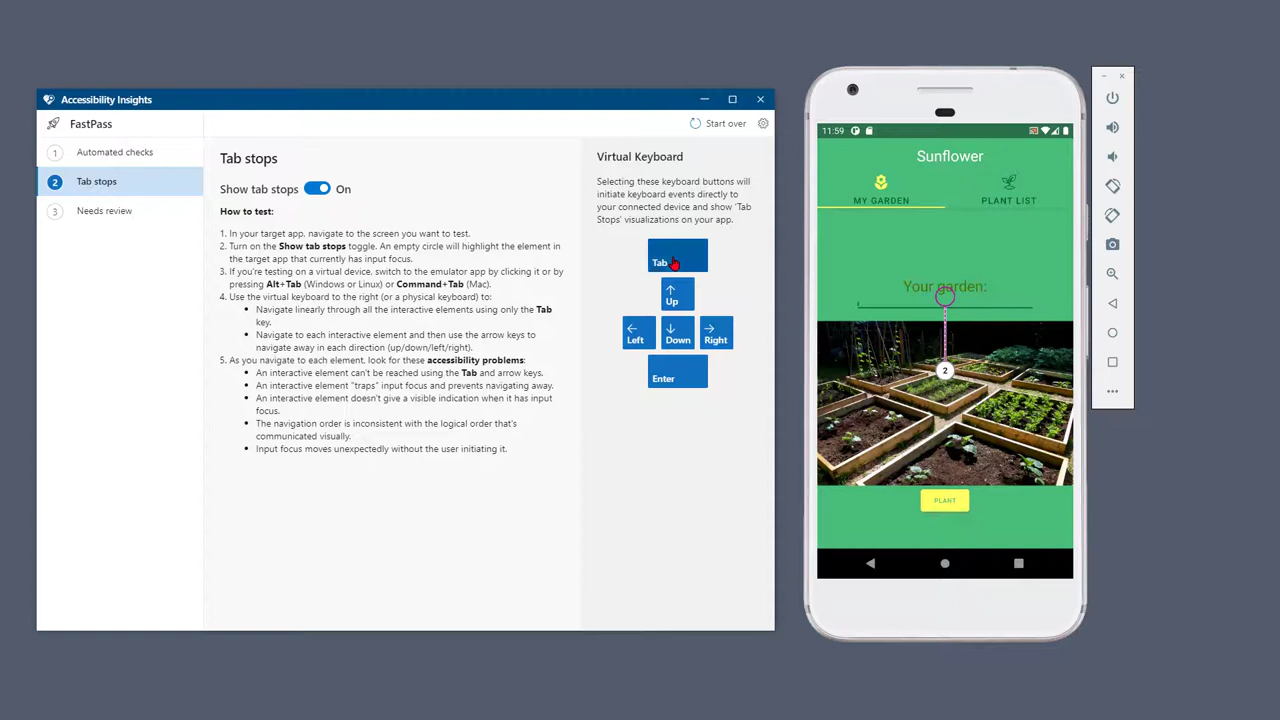 Accessibility Insights
FastPass
Start over
1 Automated checks
2 Tab stops
3 Needs review
Tab stops
Show tab stops On
How to test:
1. In your target app, navigate to the screen you want to test.
2. Turn on the Show tab stops toggle. An empty circle will highlight the element in
the target app that currently has input focus.
3. If you're testing on a virtual device, switch to the emulator app by clicking it or by
pressing Alt+Tab (Windows or Linux) or Command+Tab (Mac).
4. Use the virtual keyboard to the right (or a physical keyboard) to:
• Navigate linearly through all the interactive elements using only the Tab
key.
• Navigate to each interactive element and then use the arrow keys to
navigate away in each direction (up/down/left/right).
5. As you navigate to each element, look for these accessibility problems:
• An interactive element can't be reached using the Tab and arrow keys.
• An interactive element "traps" input focus and prevents navigating away.
• An interactive element doesn't give a visible indication when it has input
focus.
• The navigation order is inconsistent with the logical order that's
communicated visually.
• Input focus moves unexpectedly without the user initiating it.
Virtual Keyboard
Selecting these keyboard buttons will
initiate keyboard events directly to
your connected device and show 'Tab
Stops' visualizations on your app.
Tab
Up
Left
Down
Right
Enter
11:59
Sunflower
MY GARDEN
PLANT LIST
Your garden:
2
PLANT